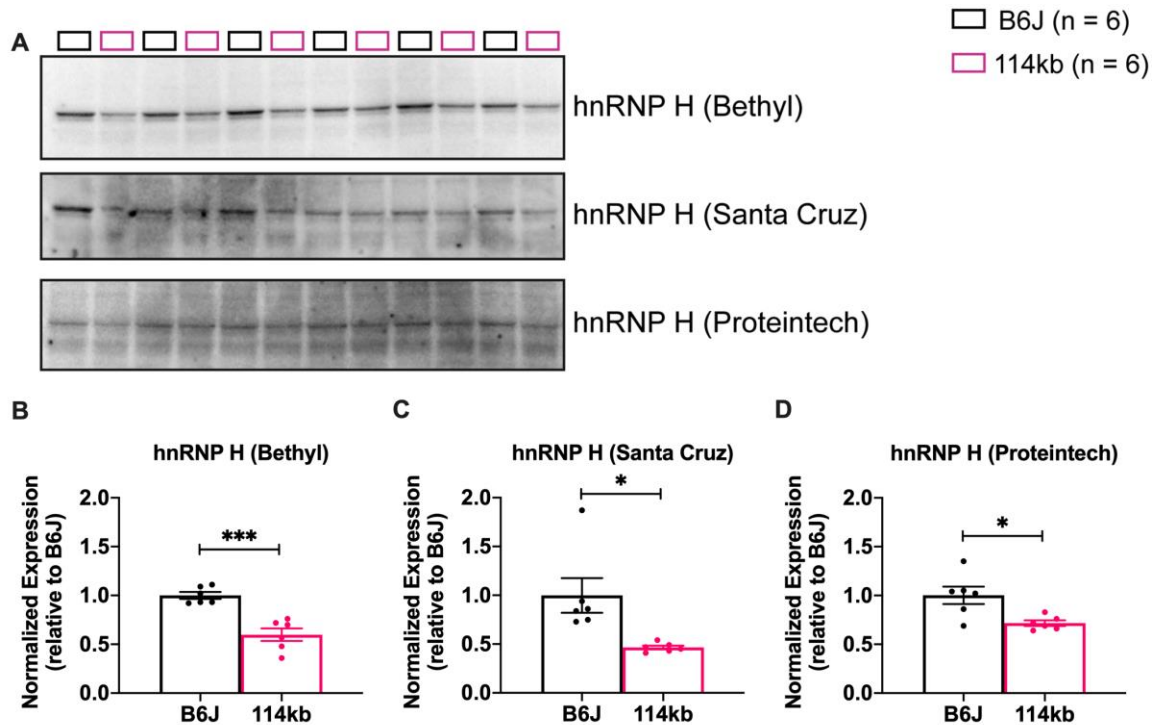 B6J (n = 6)
114kb (n = 6)
A
hnRNP H (Bethyl)
hnRNP H (Santa Cruz)
hnRNP H (Proteintech)
B
hnRNP H (Bethyl)
Normalized Expression
(relative to B6J)
2.0
1.5
1.0
0.5
0.0
***
B6J
114kb
C
hnRNP H (Santa Cruz)
Normalized Expression
(relative to B6J)
2.0
1.5
1.0
0.5
0.0
*
B6J
114kb
D
hnRNP H (Proteintech)
Normalized Expression
(relative to B6J)
2.0
1.5
1.0
0.5
0.0
*
B6J
114kb